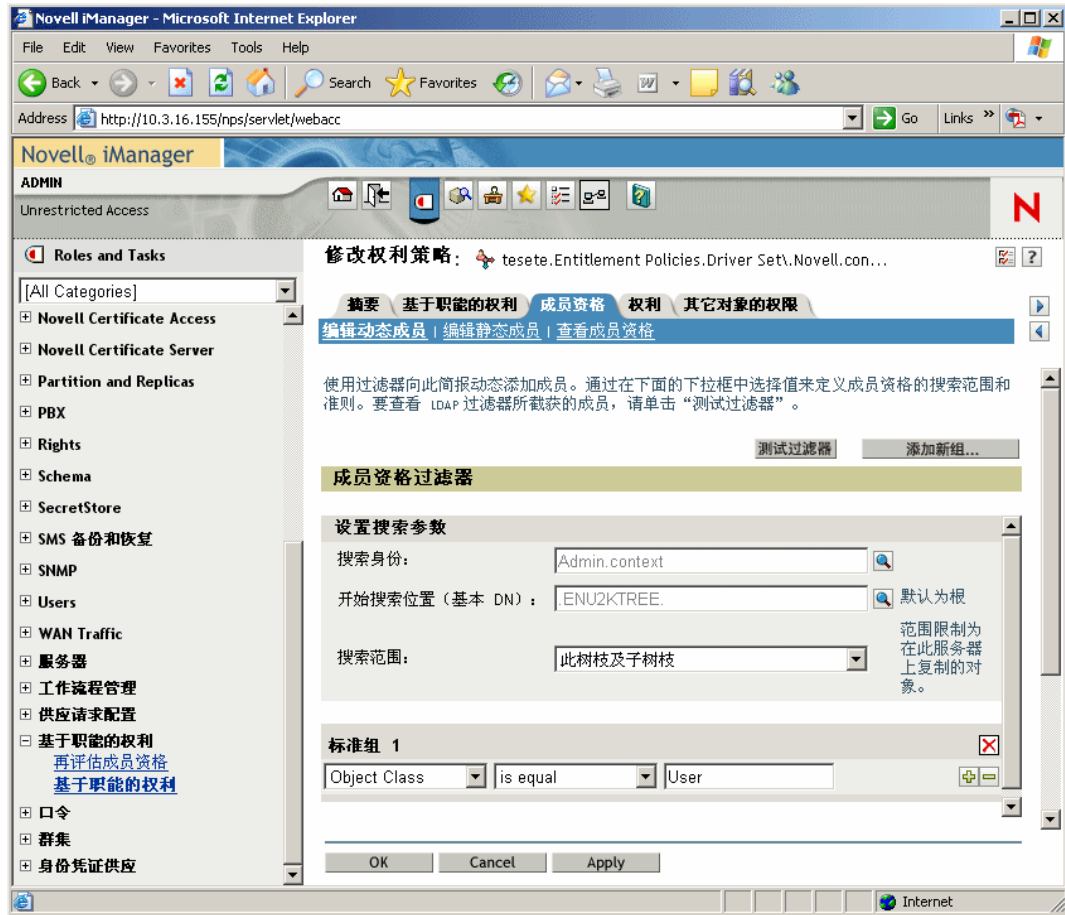 Novell iManager - Microsoft Internet Explorer
File Edit View Favorites Tools Help
Back Search Favorites
Address http://10.3.16.155/nps/servlet/webacc Go Links »
Novell® iManager
ADMIN
Unrestricted Access
N
Roles and Tasks
[All Categories]
Novell Certificate Access
Novell Certificate Server
Partition and Replicas
PBX
Rights
Schema
SecretStore
SMS 备份和恢复
SNMP
Users
WAN Traffic
服务器
工作流程管理
供应请求配置
基于职能的权利
再评估成员资格
基于职能的权利
口令
群集
身份凭证供应
修改权利策略: tesete.Entitlement Policies.Driver Set\.Novell.con...
摘要 基于职能的权利 成员资格 权利 其它对象的权限
编辑动态成员 | 编辑静态成员 | 查看成员资格
使用过滤器向此简报动态添加成员。通过在下面的下拉框中选择值来定义成员资格的搜索范围和
准则。要查看 LDAP 过滤器所截获的成员，请单击“测试过滤器”。
测试过滤器 添加新组...
成员资格过滤器
设置搜索参数
搜索身份: Admin.context
开始搜索位置（基本 DN）: .ENU2KTREE. 默认为根
搜索范围: 此树枝及子树枝
范围限制为
在此服务器
上复制的对
象。
标准组 1
Object Class is equal User
OK Cancel Apply
Internet